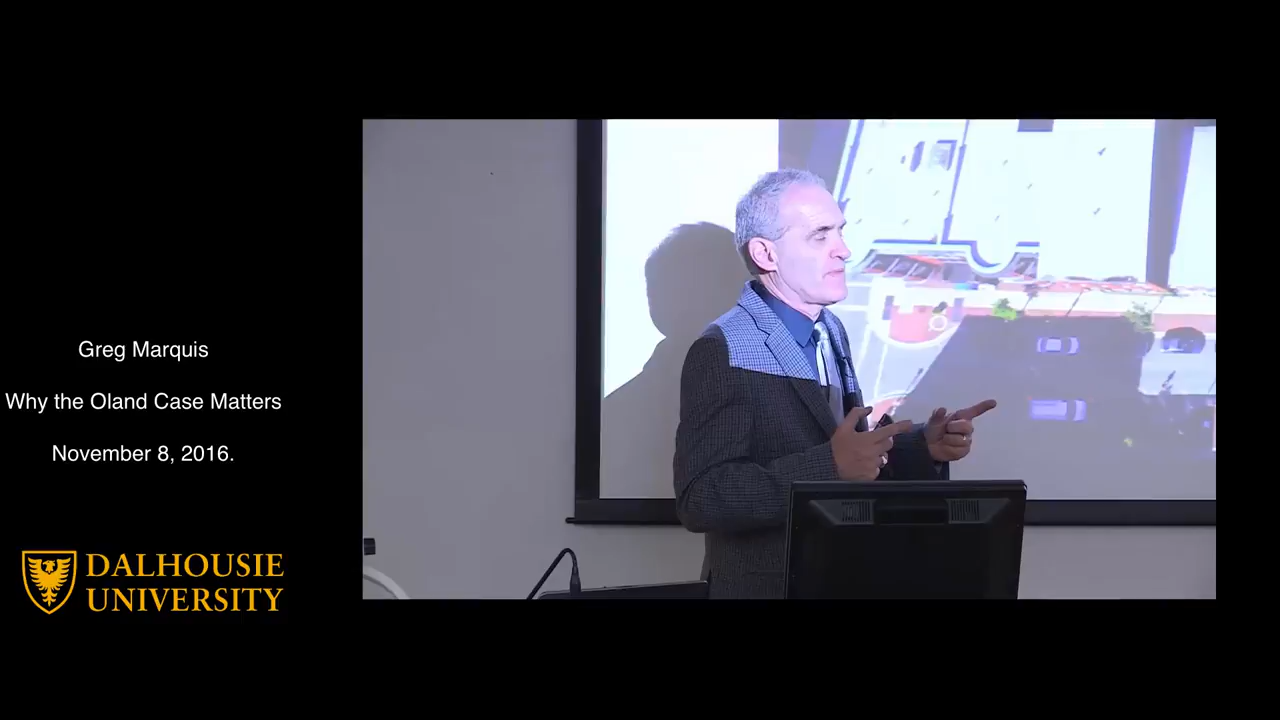 Greg Marquis
Why the Oland Case Matters
November 8, 2016.
DALHOUSIE
UNIVERSITY